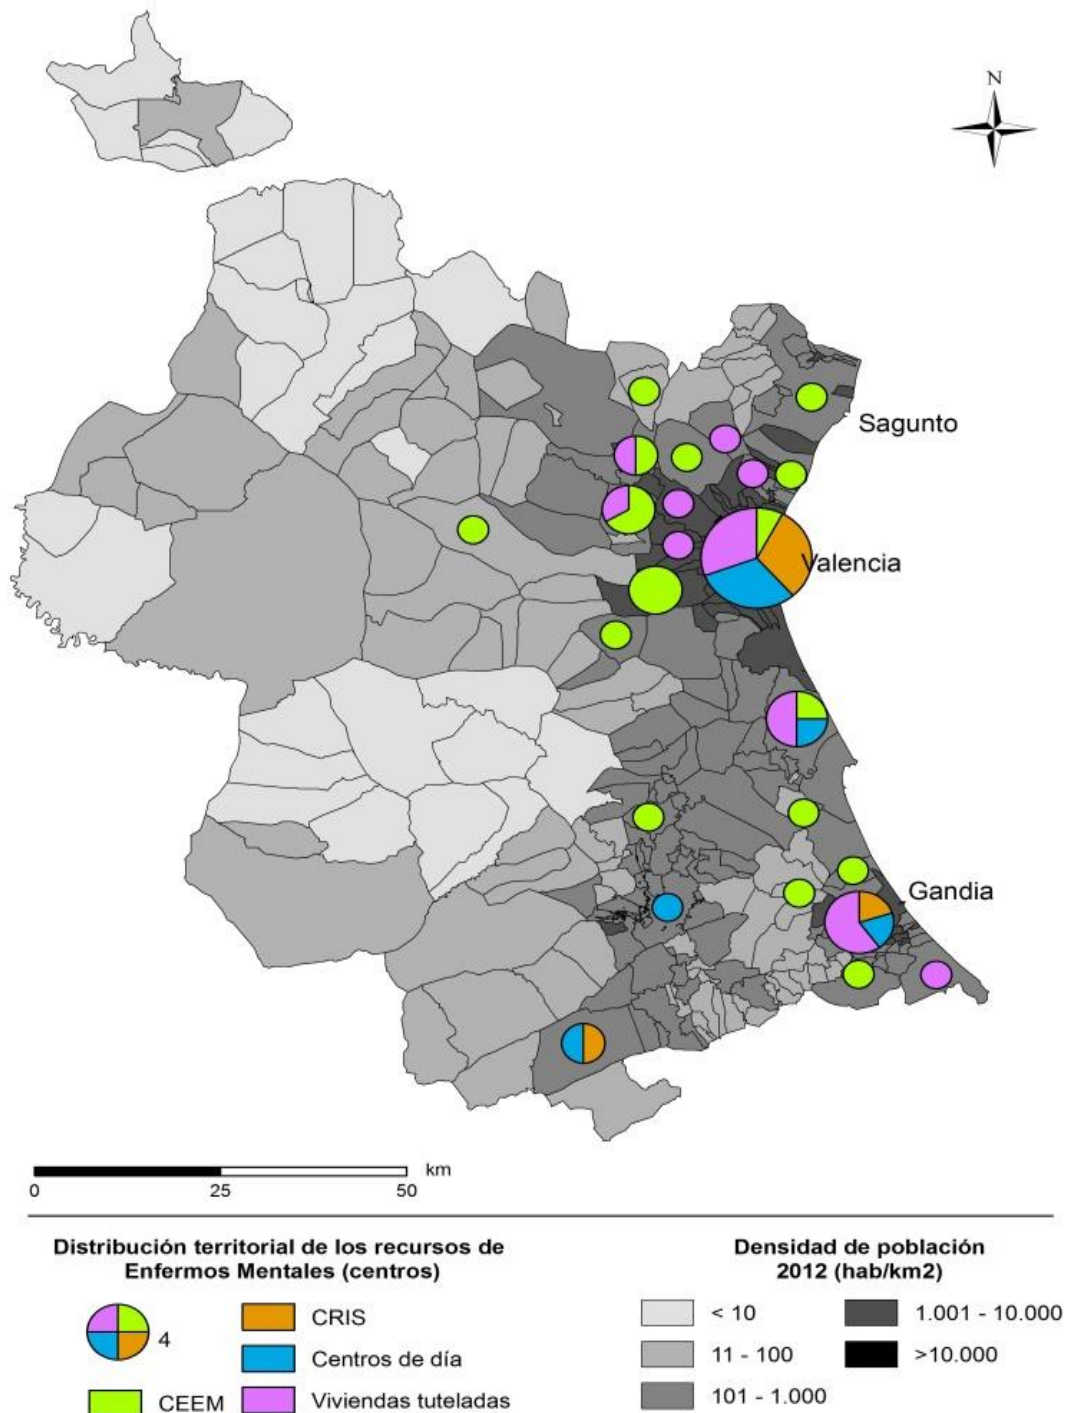 N
Sagunto
Valencia
Gandia
km
0 25 50
Distribución territorial de los recursos de
Enfermos Mentales (centros)
4
CEEM
CRIS
Centros de día
Viviendas tuteladas
Densidad de población
2012 (hab/km2)
< 10
11 - 100
101 - 1.000
1.001 - 10.000
>10.000